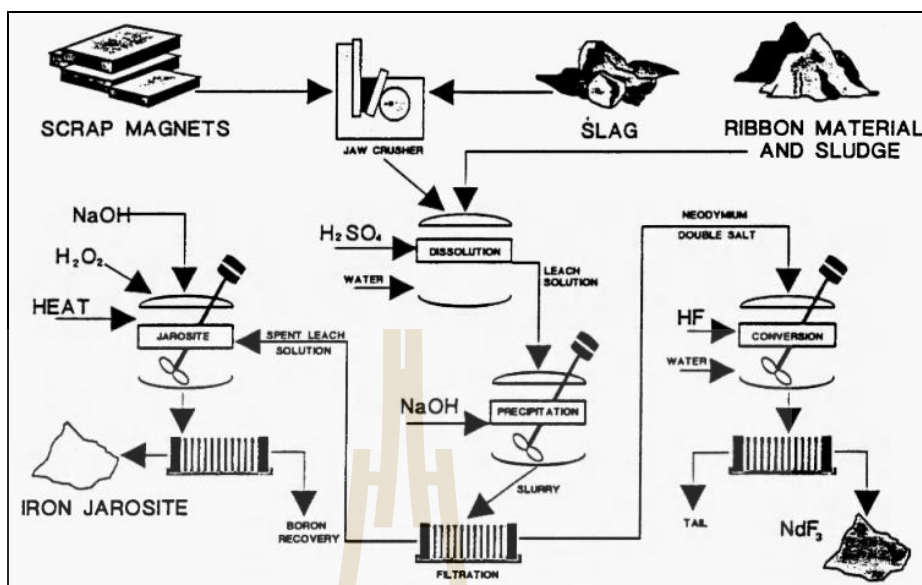 SCRAP MAGNETS
JAW CRUSHER
SLAG
RIBBON MATERIAL
AND SLUDGE
NaOH
H₂O₂
HEAT
JAROSITE
H₂SO₄
WATER
DISSOLUTION
LEACH
SOLUTION
NEODYMIUM
DOUBLE SALT
SPENT LEACH
SOLUTION
NaOH
PRECIPITATION
SLURRY
HF
WATER
CONVERSION
IRON JAROSITE
BORON
RECOVERY
FILTRATION
TAIL
NdF₃